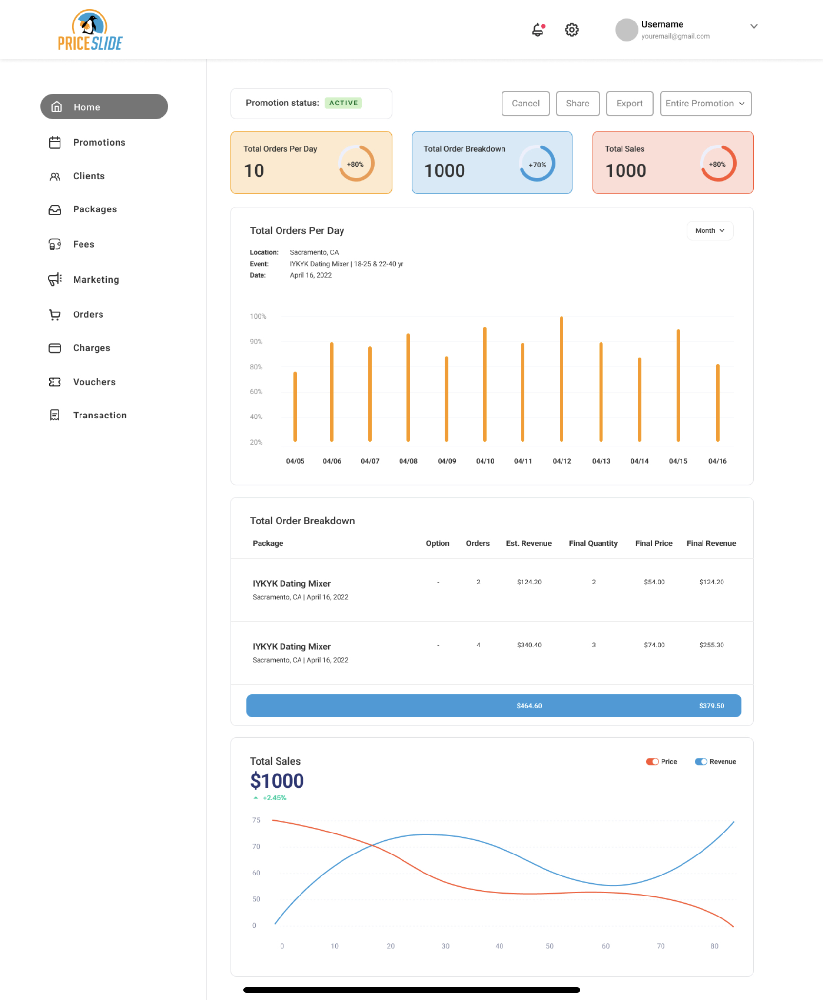 PRICESLIDE
Username
youremail@gmail.com
Home
Promotions
Clients
Packages
Fees
Marketing
Orders
Charges
Vouchers
Transaction
Promotion status: ACTIVE
Cancel Share Export Entire Promotion
Total Orders Per Day
10
+80%
Total Order Breakdown
1000
+70%
Total Sales
1000
+80%
Total Orders Per Day
Month
Location: Sacramento, CA
Event: IYKYK Dating Mixer | 18-25 & 22-40 yr
Date: April 16, 2022
100%
90%
80%
60%
40%
20%
04/05 04/06 04/07 04/08 04/09 04/10 04/11 04/12 04/13 04/14 04/15 04/16
Total Order Breakdown
Package Option Orders Est. Revenue Final Quantity Final Price Final Revenue
IYKYK Dating Mixer - 2 $124.20 2 $54.00 $124.20
Sacramento, CA | April 16, 2022
IYKYK Dating Mixer - 4 $340.40 3 $74.00 $255.30
Sacramento, CA | April 16, 2022
$464.60 $379.50
Total Sales
Price Revenue
$1000
+2.45%
75
70
60
50
0
0 10 20 30 40 50 60 70 80